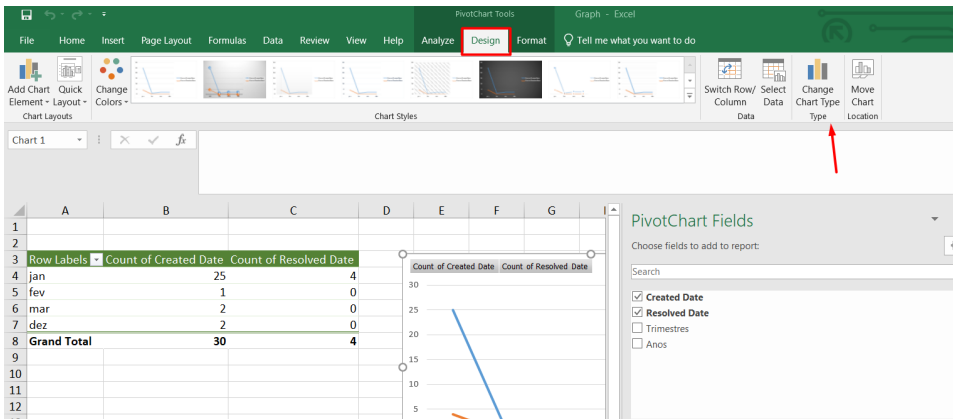 PivotChart Tools
Graph - Excel
File Home Insert Page Layout Formulas Data Review View Help Analyze Design Format Tell me what you want to do
Add Chart Element Quick Layout Change Colors Switch Row/ Column Select Data Change Chart Type Move Chart
Chart Layouts Chart Styles Data Type Location
Chart 1 fx
A B C D E F G
PivotChart Fields
Choose fields to add to report:
Search
Created Date
Resolved Date
Trimestres
Anos
1
2
3 Row Labels Count of Created Date Count of Resolved Date
4 jan 25 4
5 fev 1 0
6 mar 2 0
7 dez 2 0
8 Grand Total 30 4
9
10
11
12
Count of Created Date Count of Resolved Date
30
25
20
15
10
5